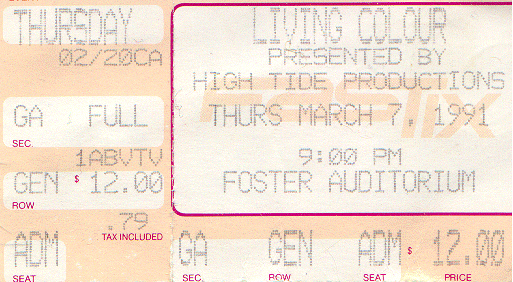 THURSDAY
02/20CA
GA FULL
SEC.
1ABVTV
GEN $ 12.00
ROW
.79
TAX INCLUDED
ADM
SEAT
LIVING COLOUR
PRESENTED BY
HIGH TIDE PRODUCTIONS
THURS MARCH 7, 1991
9:00 PM
FOSTER AUDITORIUM
GA GEN ADM $ 12.00
SEC. ROW SEAT PRICE